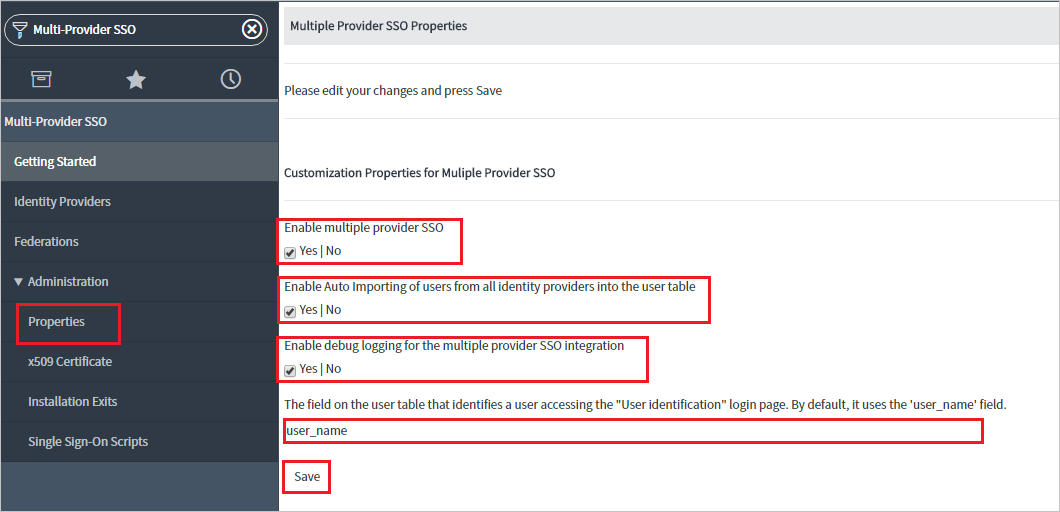 Multi-Provider SSO
Multi-Provider SSO
Getting Started
Identity Providers
Federations
Administration
Properties
x509 Certificate
Installation Exits
Single Sign-On Scripts
Multiple Provider SSO Properties
Please edit your changes and press Save
Customization Properties for Muliple Provider SSO
Enable multiple provider SSO
Yes | No
Enable Auto Importing of users from all identity providers into the user table
Yes | No
Enable debug logging for the multiple provider SSO integration
Yes | No
The field on the user table that identifies a user accessing the "User identification" login page. By default, it uses the 'user_name' field.
user_name
Save